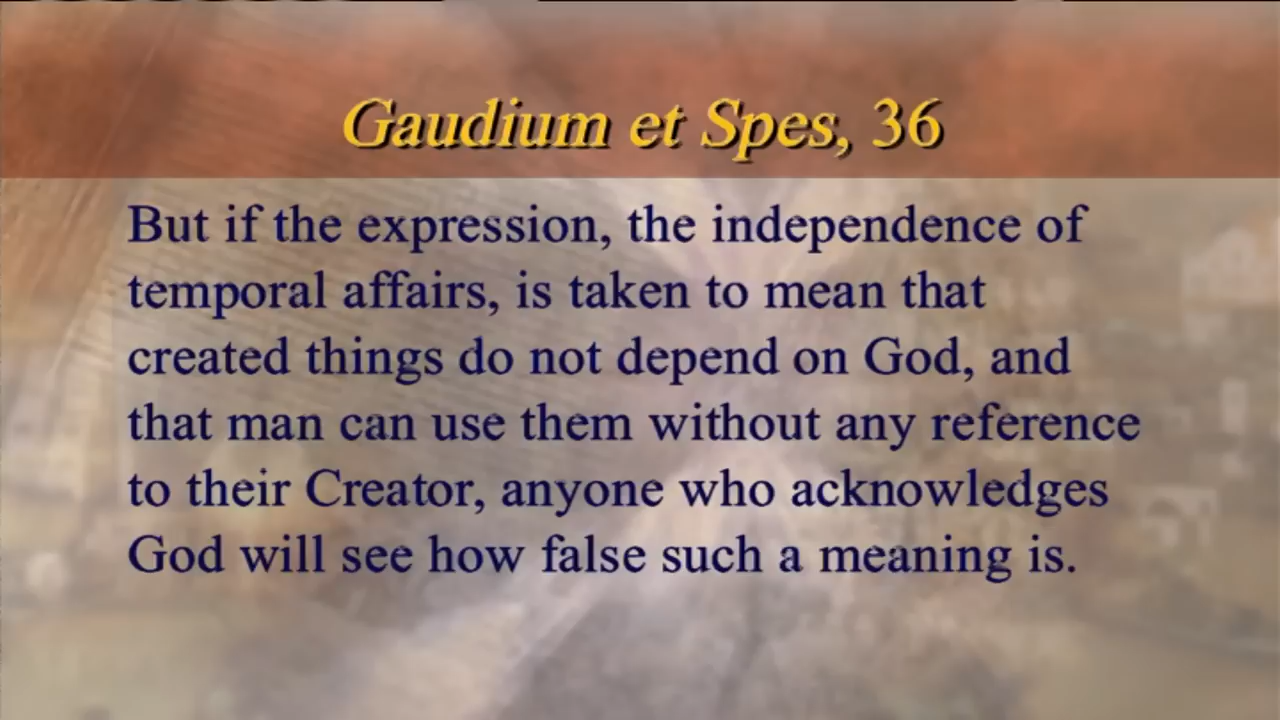 Gaudium et Spes, 36
But if the expression, the independence of
temporal affairs, is taken to mean that
created things do not depend on God, and
that man can use them without any reference
to their Creator, anyone who acknowledges
God will see how false such a meaning is.